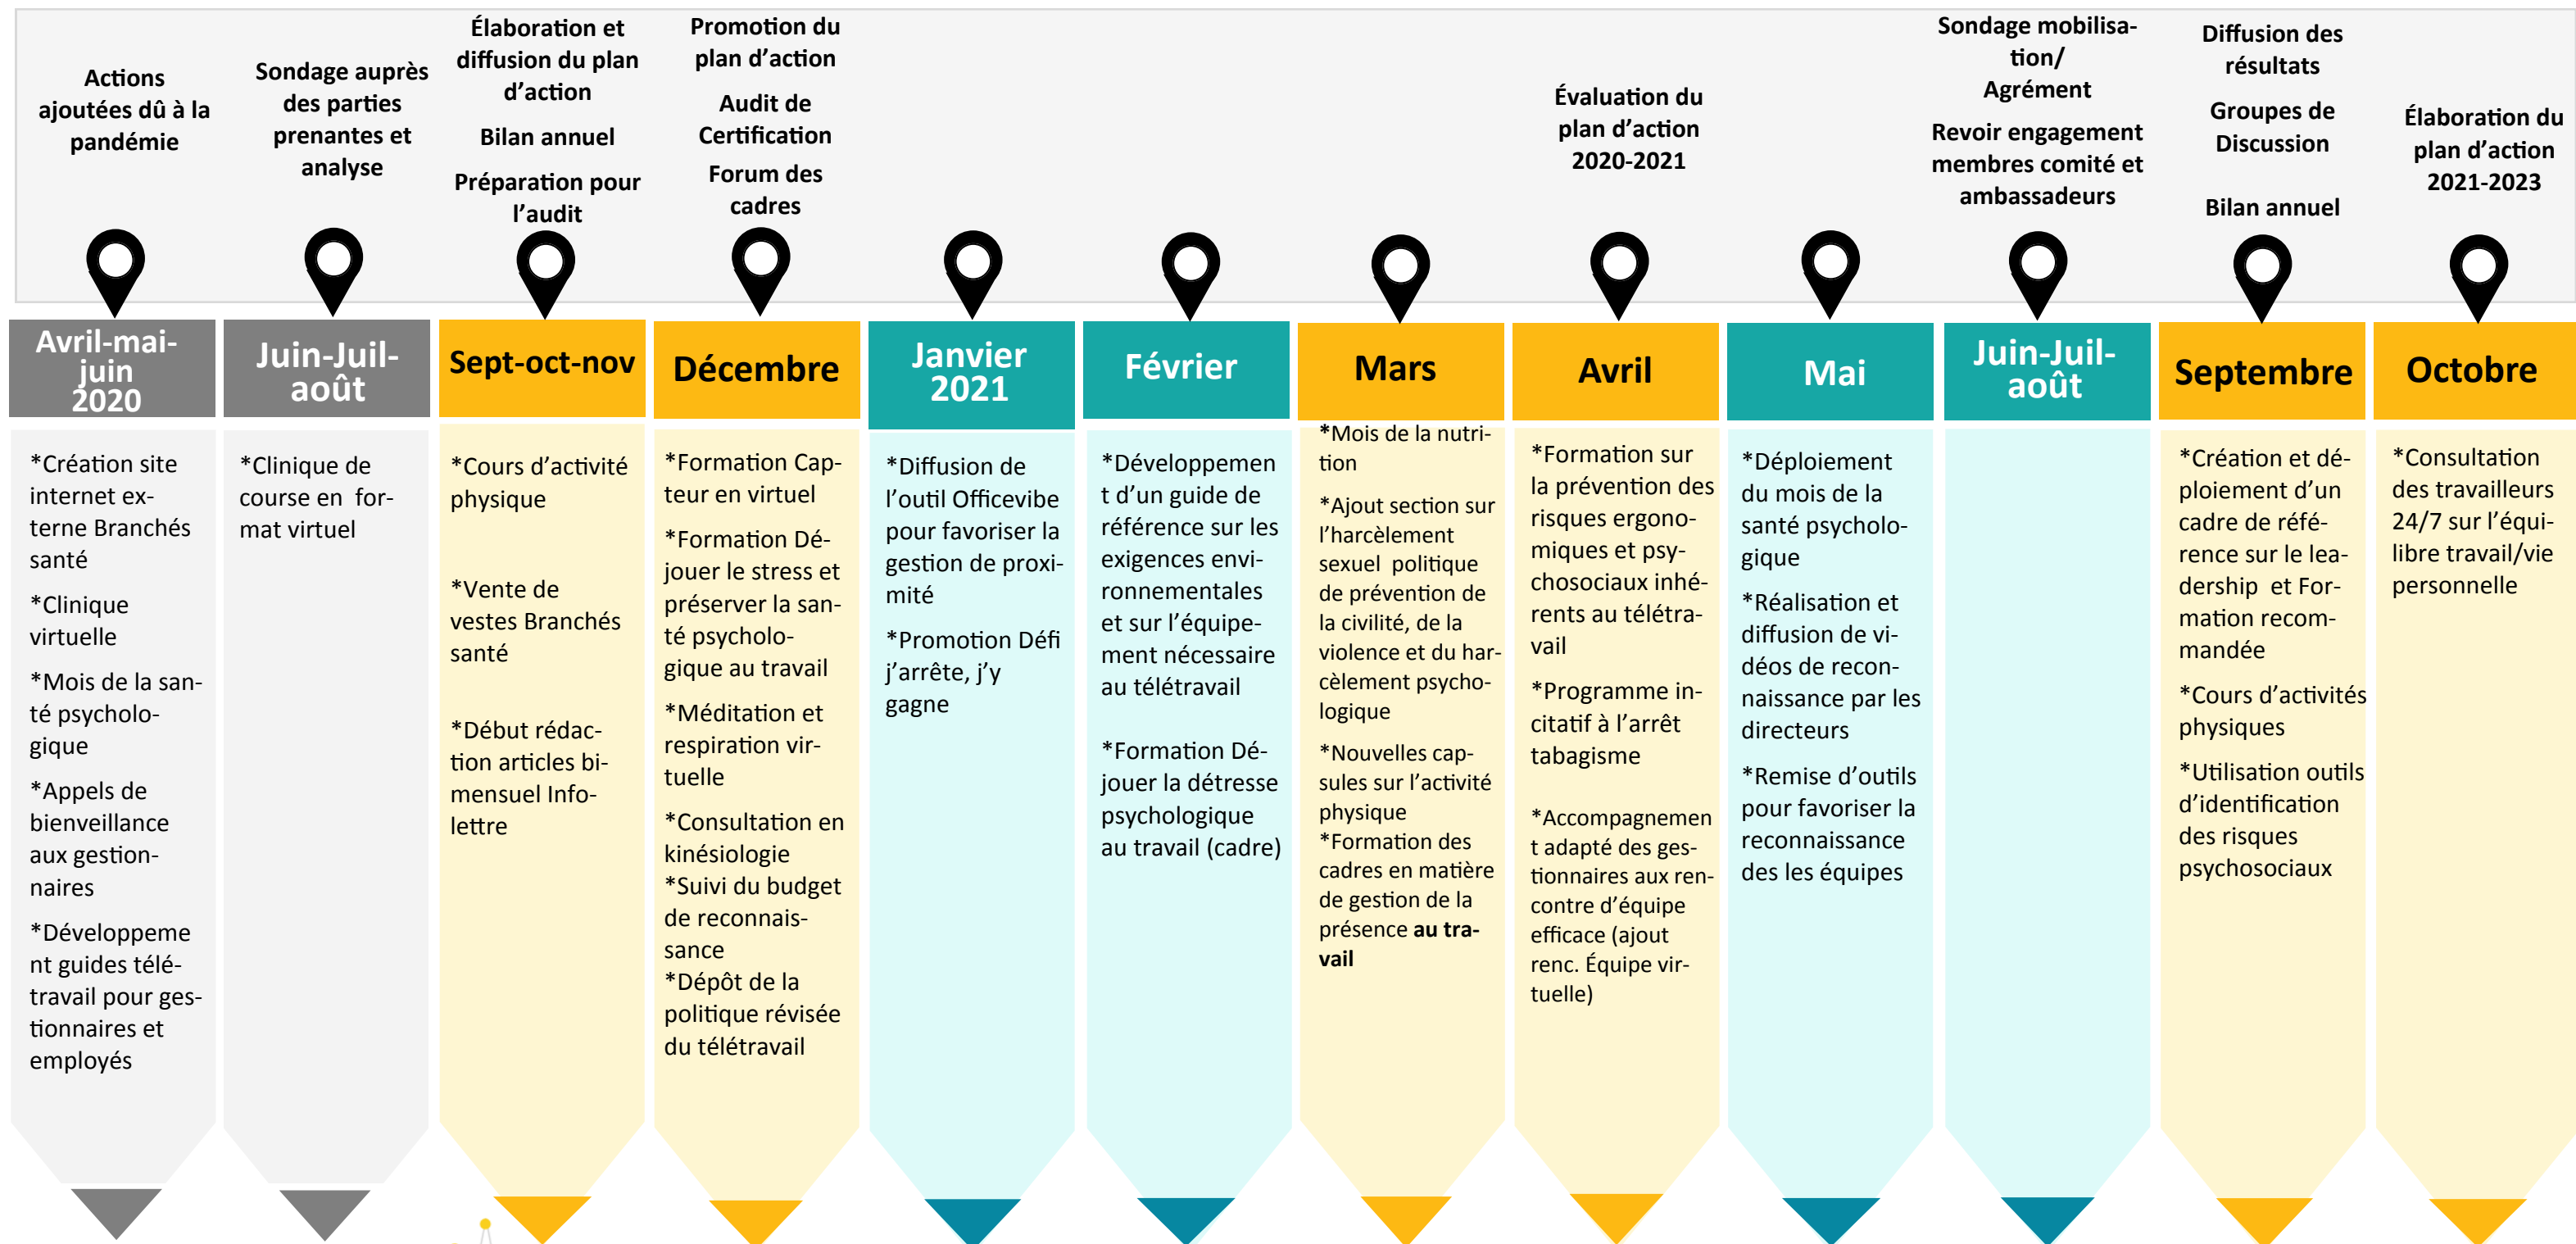 Actions
ajoutées dû à la
pandémie
Sondage auprès
des parties
prenantes et
analyse
Élaboration et
diffusion du plan
d’action
Bilan annuel
Préparation pour
l’audit
Promotion du
plan d’action
Audit de
Certification
Forum des
cadres
Évaluation du
plan d’action
2020-2021
Sondage mobilisa-
tion/
Agrément
Revoir engagement
membres comité et
ambassadeurs
Diffusion des
résultats
Groupes de
Discussion
Bilan annuel
Élaboration du
plan d’action
2021-2023
Avril-mai-
juin
2020
Juin-Juil-
août
Sept-oct-nov
Décembre
Janvier
2021
Février
Mars
Avril
Mai
Juin-Juil-
août
Septembre
Octobre
*Création site
internet ex-
terne Branchés
santé
*Clinique
virtuelle
*Mois de la san-
té psycholo-
gique
*Appels de
bienveillance
aux gestion-
naires
*Développeme
nt guides télé-
travail pour ges-
tionnaires et
employés
*Clinique de
course en  for-
mat virtuel
*Cours d’activité
physique
*Vente de
vestes Branchés
santé
*Début rédac-
tion articles bi-
mensuel Info-
lettre
*Formation Cap-
teur en virtuel
*Formation Dé-
jouer le stress et
préserver la san-
té psycholo-
gique au travail
*Méditation et
respiration vir-
tuelle
*Consultation en
kinésiologie
*Suivi du budget
de reconnais-
sance
*Dépôt de la
politique révisée
du télétravail
*Diffusion de
l’outil Officevibe
pour favoriser la
gestion de proxi-
mité
*Promotion Défi
j’arrête, j’y
gagne
*Développemen
t d’un guide de
référence sur les
exigences envi-
ronnementales
et sur l’équipe-
ment nécessaire
au télétravail
*Formation Dé-
jouer la détresse
psychologique
au travail (cadre)
*Mois de la nutri-
tion
*Ajout section sur
l’harcèlement
sexuel  politique
de prévention de
la civilité, de la
violence et du har-
cèlement psycho-
logique
*Nouvelles cap-
sules sur l’activité
physique
*Formation des
cadres en matière
de gestion de la
présence au tra-
vail
*Formation sur
la prévention des
risques ergono-
miques et psy-
chosociaux inhé-
rents au télétra-
vail
*Programme in-
citatif à l’arrêt
tabagisme
*Accompagnemen
t adapté des ges-
tionnaires aux ren-
contre d’équipe
efficace (ajout
renc. Équipe vir-
tuelle)
*Déploiement
du mois de la
santé psycholo-
gique
*Réalisation et
diffusion de vi-
déos de recon-
naissance par les
directeurs
*Remise d’outils
pour favoriser la
reconnaissance
des les équipes
*Création et dé-
ploiement d’un
cadre de réfé-
rence sur le lea-
dership  et For-
mation recom-
mandée
*Cours d’activités
physiques
*Utilisation outils
d’identification
des risques
psychosociaux
*Consultation
des travailleurs
24/7 sur l’équi-
libre travail/vie
personnelle